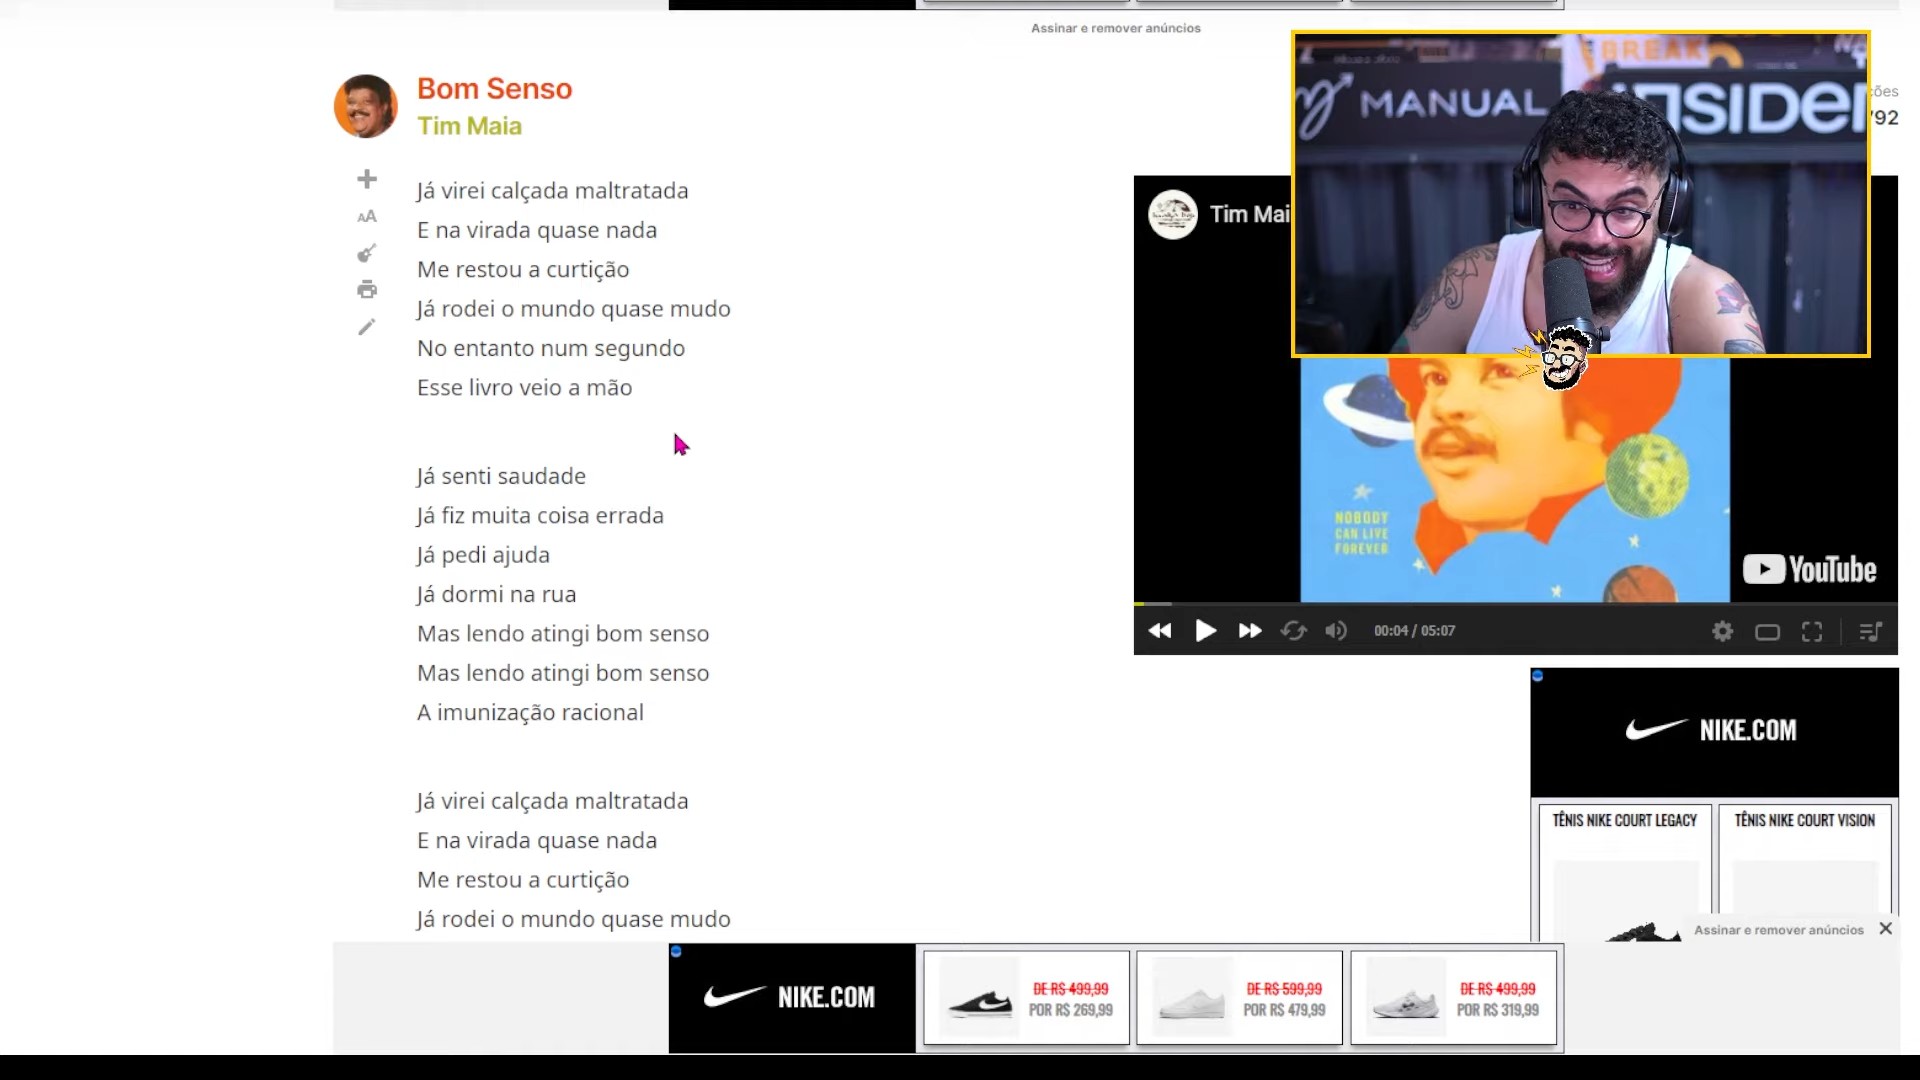 Assinar e remover anúncios
Bom Senso
Tim Maia
Já virei calçada maltratada
E na virada quase nada
Me restou a curtição
Já rodei o mundo quase mudo
No entanto num segundo
Esse livro veio a mão
Já senti saudade
Já fiz muita coisa errada
Já pedi ajuda
Já dormi na rua
Mas lendo atingi bom senso
Mas lendo atingi bom senso
A imunização racional
Já virei calçada maltratada
E na virada quase nada
Me restou a curtição
Já rodei o mundo quase mudo
BREAK
MANUAL
INSIDER
ções
792
Tim Mai
NOBODY
CAN LIVE
FOREVER
YouTube
00:04 / 05:07
NIKE.COM
TÊNIS NIKE COURT LEGACY
TÊNIS NIKE COURT VISION
Assinar e remover anúncios
NIKE.COM
DE R$ 499,99
POR R$ 269,99
DE R$ 599,99
POR R$ 479,99
DE R$ 499,99
POR R$ 319,99